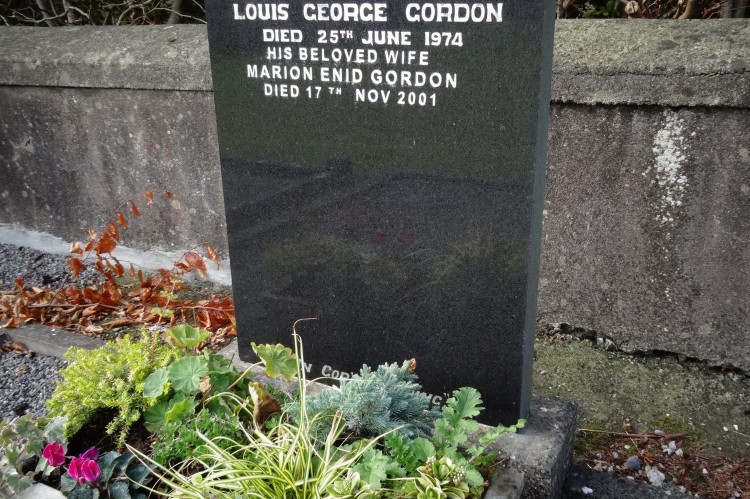 LOUIS GEORGE GORDON
DIED 25TH JUNE 1974
HIS BELOVED WIFE
MARION ENID GORDON
DIED 17TH NOV 2001